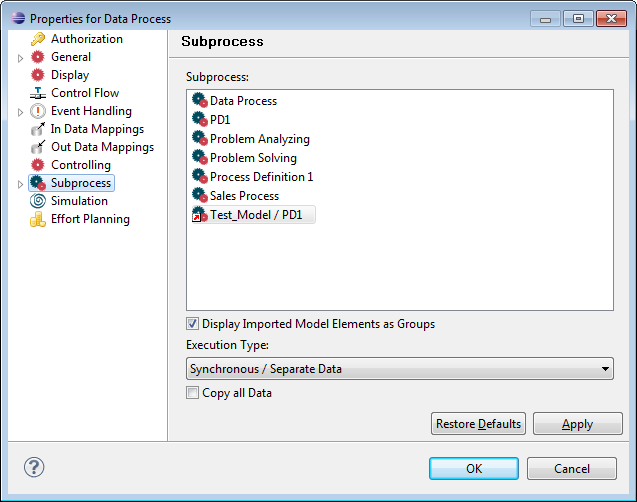 Properties for Data Process
Authorization
General
Display
Control Flow
Event Handling
In Data Mappings
Out Data Mappings
Controlling
Subprocess
Simulation
Effort Planning
Subprocess
Subprocess:
Data Process
PD1
Problem Analyzing
Problem Solving
Process Definition 1
Sales Process
Test_Model / PD1
Display Imported Model Elements as Groups
Execution Type:
Synchronous / Separate Data
Copy all Data
Restore Defaults
Apply
OK
Cancel